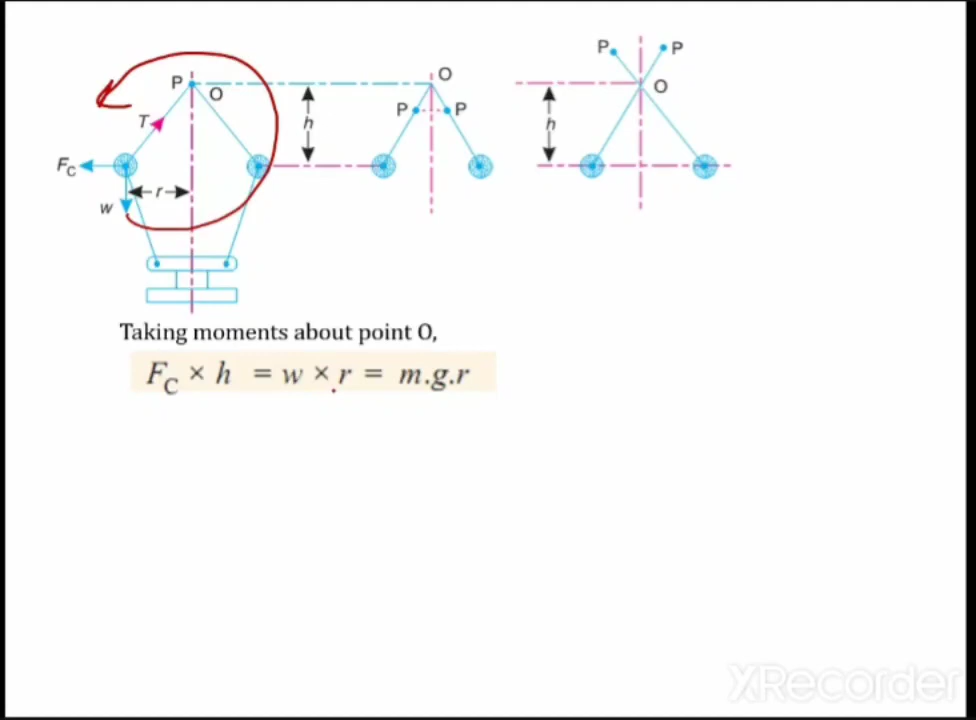 P O T h F_C r w
O P P h
P P O h
Taking moments about point O,
F_C × h = w × r = m.g.r
XRecorder